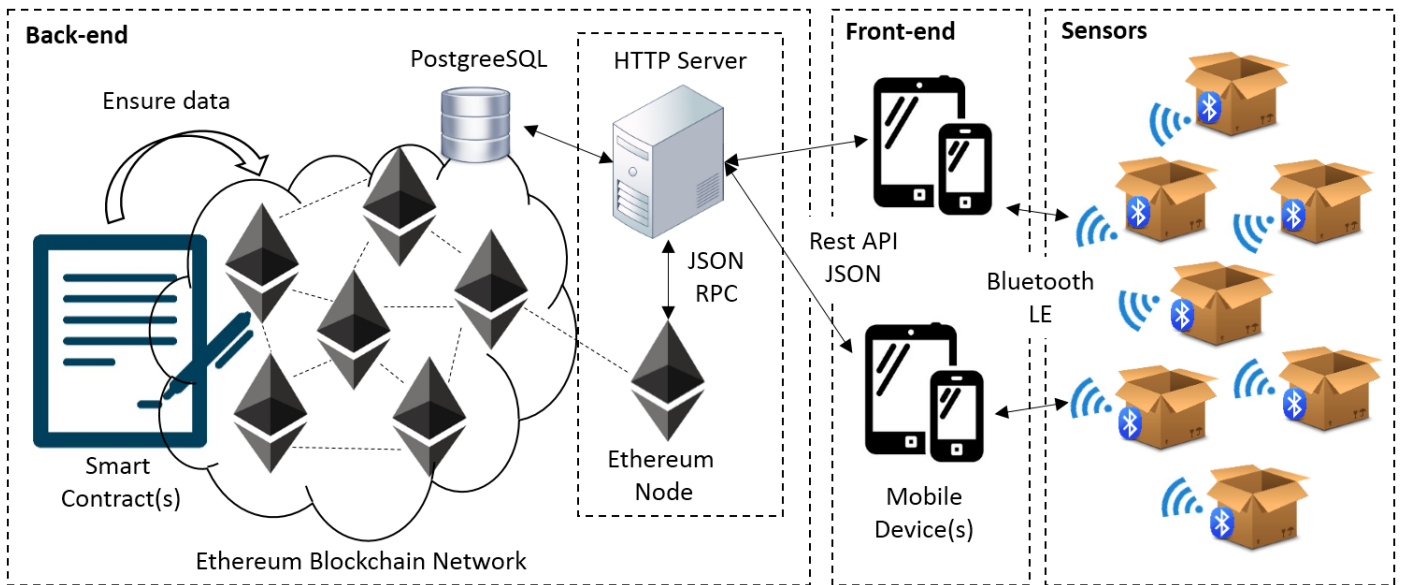 Back-end
Front-end
Sensors
PostgreeSQL
HTTP Server
Ensure data
JSON
RPC
Rest API
JSON
Bluetooth
LE
Smart
Contract(s)
Ethereum
Node
Mobile
Device(s)
Ethereum Blockchain Network